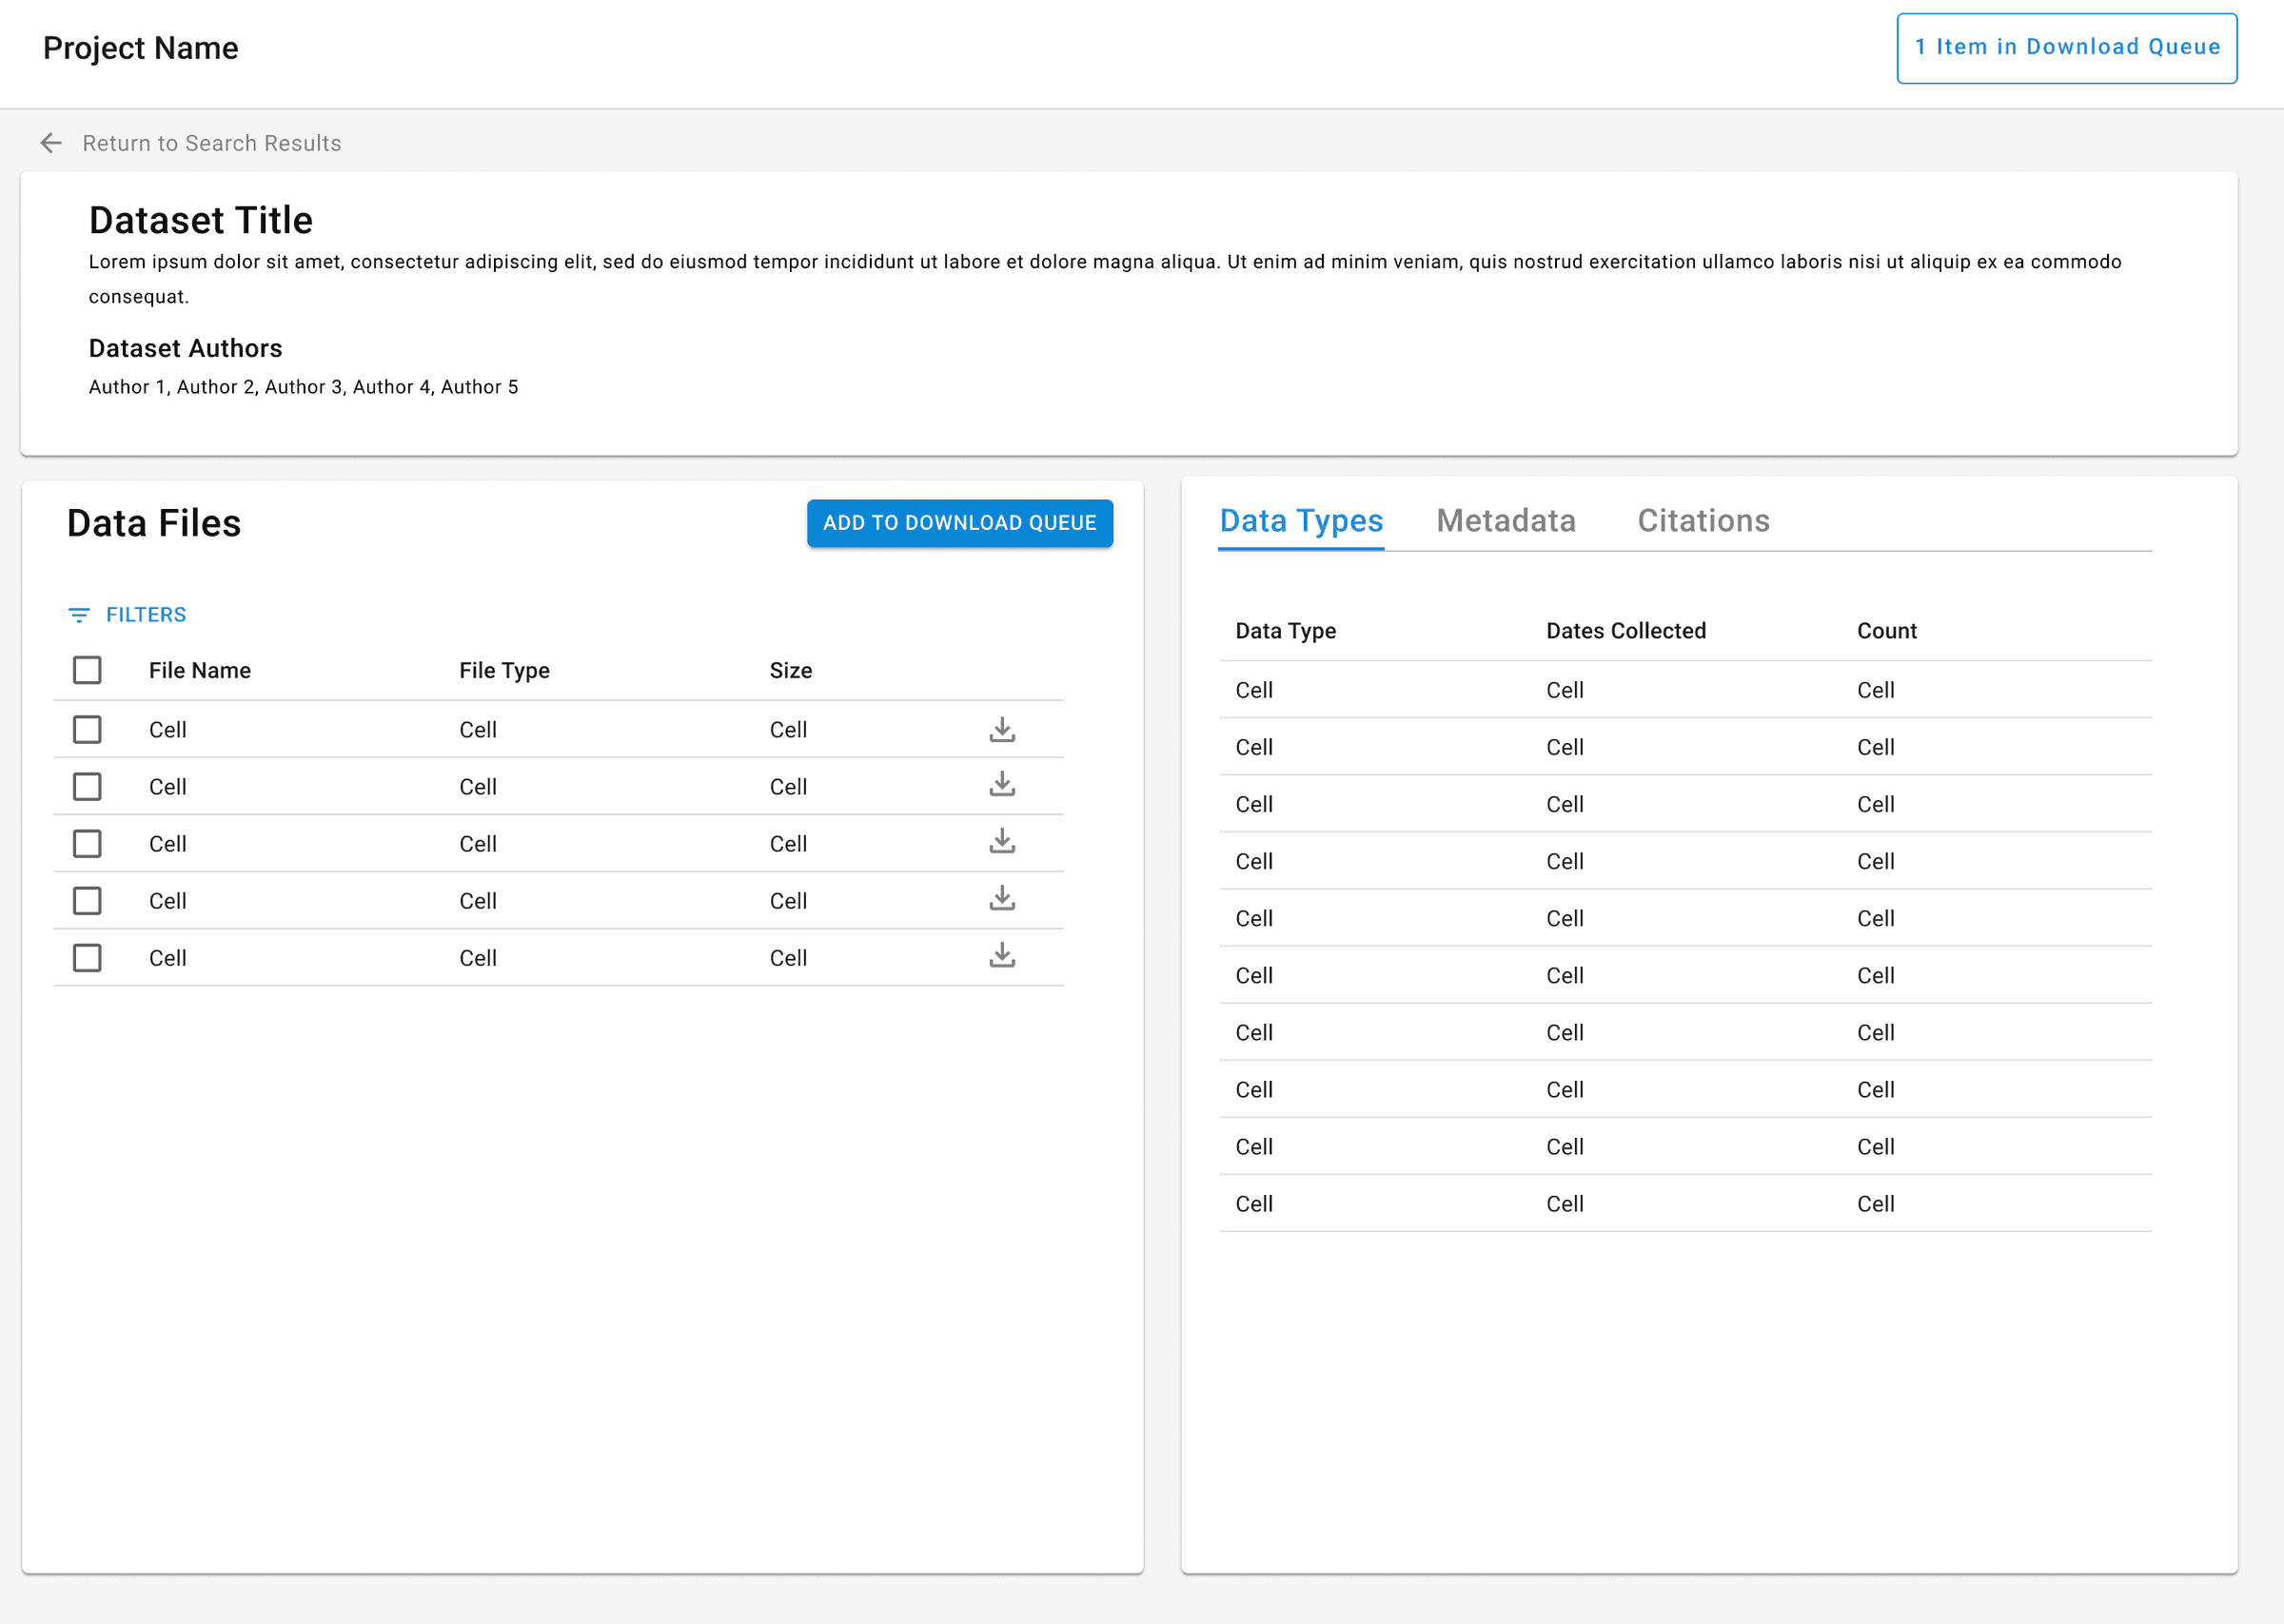 Project Name
1 Item in Download Queue
Return to Search Results
Dataset Title
Lorem ipsum dolor sit amet, consectetur adipiscing elit, sed do eiusmod tempor incididunt ut labore et dolore magna aliqua. Ut enim ad minim veniam, quis nostrud exercitation ullamco laboris nisi ut aliquip ex ea commodo
consequat.
Dataset Authors
Author 1, Author 2, Author 3, Author 4, Author 5
Data Files
ADD TO DOWNLOAD QUEUE
FILTERS
File Name File Type Size
Cell Cell Cell
Cell Cell Cell
Cell Cell Cell
Cell Cell Cell
Cell Cell Cell
Data Types Metadata Citations
Data Type Dates Collected Count
Cell Cell Cell
Cell Cell Cell
Cell Cell Cell
Cell Cell Cell
Cell Cell Cell
Cell Cell Cell
Cell Cell Cell
Cell Cell Cell
Cell Cell Cell
Cell Cell Cell